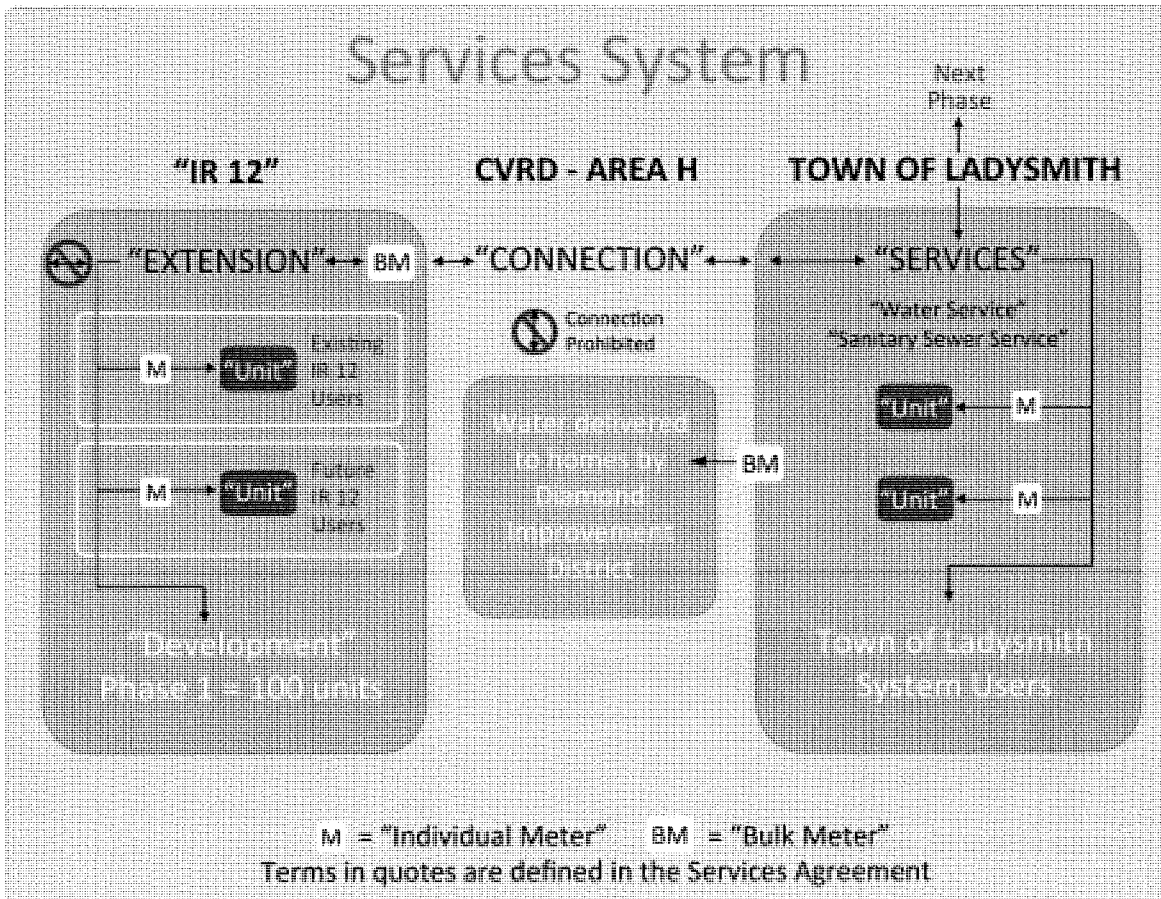 Services System
Next
Phase
“IR 12”
CVRD - AREA H
TOWN OF LADYSMITH
“EXTENSION”
BM
“CONNECTION”
“SERVICES”
“Water Service”
“Sanitary Sewer Service”
Connection
Prohibited
M
“Unit”
Existing
IR 12
Users
M
“Unit”
Future
IR 12
Users
Water delivered
to homes by
Diamond
Improvement
District
BM
“Unit”
M
“Unit”
M
“Development”
Phase 1 = 100 units
Town of Ladysmith
System Users
M = “Individual Meter” BM = “Bulk Meter”
Terms in quotes are defined in the Services Agreement